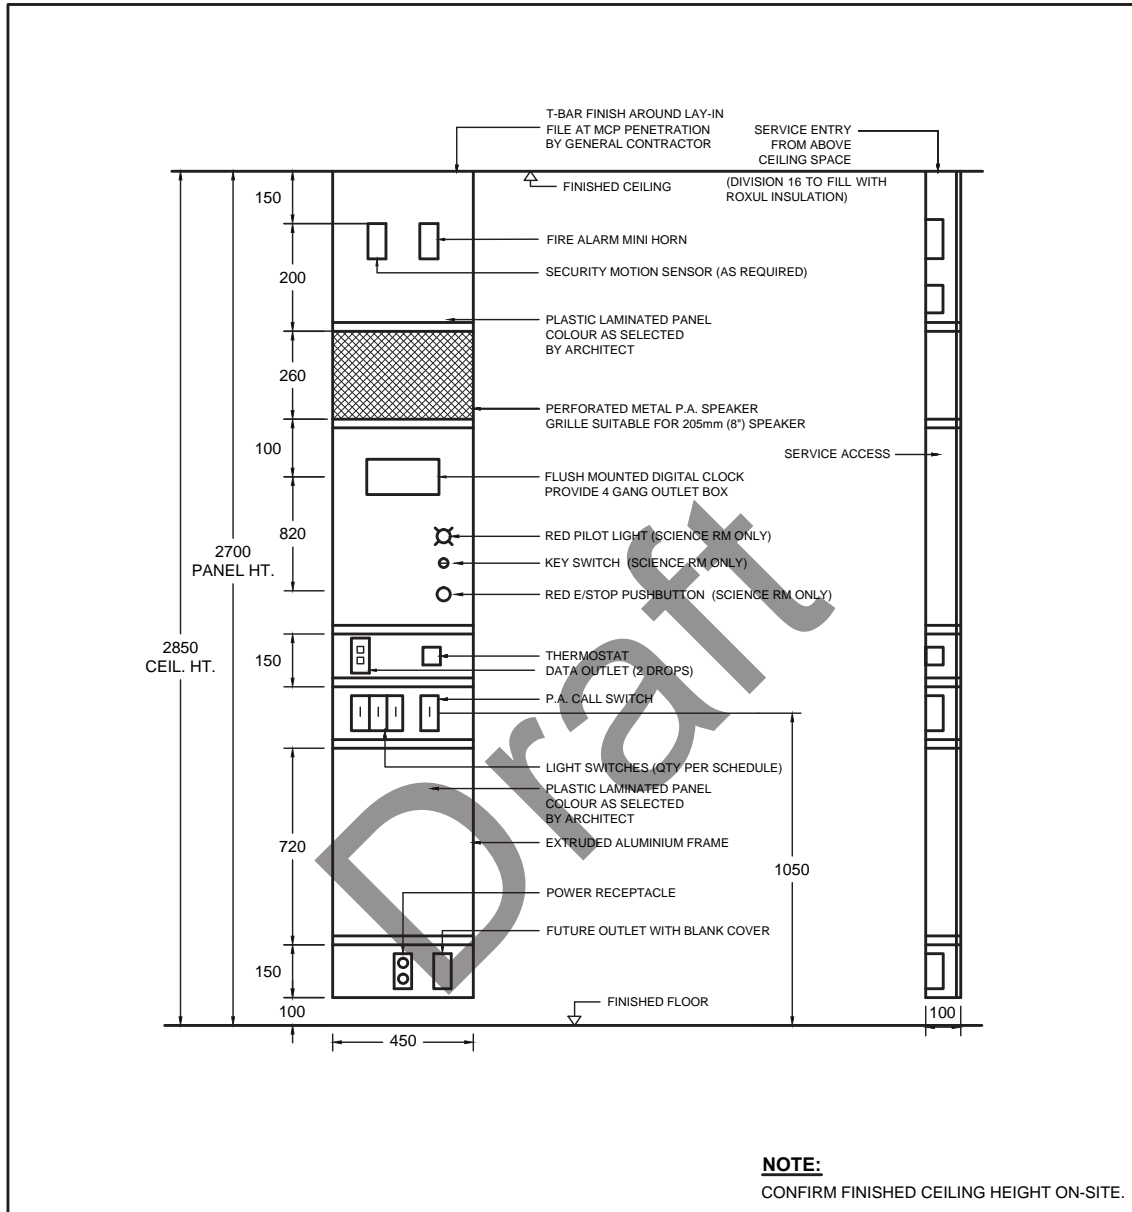 T-BAR FINISH AROUND LAY-IN
FILE AT MCP PENETRATION
BY GENERAL CONTRACTOR
SERVICE ENTRY
FROM ABOVE
CEILING SPACE
(DIVISION 16 TO FILL WITH
ROXUL INSULATION)
FINISHED CEILING
150
FIRE ALARM MINI HORN
SECURITY MOTION SENSOR (AS REQUIRED)
200
PLASTIC LAMINATED PANEL
COLOUR AS SELECTED
BY ARCHITECT
260
PERFORATED METAL P.A. SPEAKER
GRILLE SUITABLE FOR 205mm (8") SPEAKER
100
SERVICE ACCESS
FLUSH MOUNTED DIGITAL CLOCK
PROVIDE 4 GANG OUTLET BOX
820
RED PILOT LIGHT (SCIENCE RM ONLY)
2700
PANEL HT.
KEY SWITCH (SCIENCE RM ONLY)
RED E/STOP PUSHBUTTON (SCIENCE RM ONLY)
2850
CEIL. HT.
150
THERMOSTAT
DATA OUTLET (2 DROPS)
P.A. CALL SWITCH
LIGHT SWITCHES (QTY PER SCHEDULE)
PLASTIC LAMINATED PANEL
COLOUR AS SELECTED
BY ARCHITECT
720
EXTRUDED ALUMINIUM FRAME
1050
POWER RECEPTACLE
FUTURE OUTLET WITH BLANK COVER
150
100
FINISHED FLOOR
450
100
Draft
NOTE:
CONFIRM FINISHED CEILING HEIGHT ON-SITE.